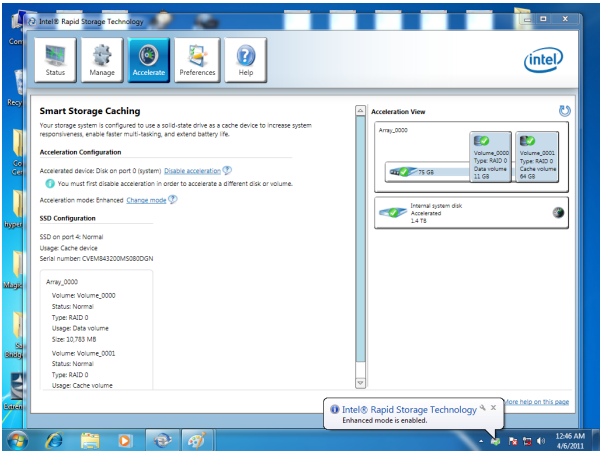 Intel® Rapid Storage Technology
Status
Manage
Accelerate
Preferences
Help
intel
Smart Storage Caching
Your storage system is configured to use a solid-state drive as a cache device to increase system
responsiveness, enable faster multi-tasking, and extend battery life.
Acceleration Configuration
Accelerated device: Disk on port 0 (system) Disable acceleration
You must first disable acceleration in order to accelerate a different disk or volume.
Acceleration mode: Enhanced Change mode
SSD Configuration
SSD on port 4: Normal
Usage: Cache device
Serial number: CVEM843200MS080DGN
Array_0000
Volume: Volume_0000
Status: Normal
Type: RAID 0
Usage: Data volume
Size: 10,783 MB
Volume: Volume_0001
Status: Normal
Type: RAID 0
Usage: Cache volume
Acceleration View
Array_0000
75 GB
Volume_0000
Type: RAID 0
Data volume
11 GB
Volume_0001
Type: RAID 0
Cache volume
64 GB
Internal system disk
Accelerated
1.4 TB
More help on this page
Intel® Rapid Storage Technology
Enhanced mode is enabled.
12:46 AM
4/6/2011
Com
Recy
Cen
Hyper
Magic
Bridge
Extrem